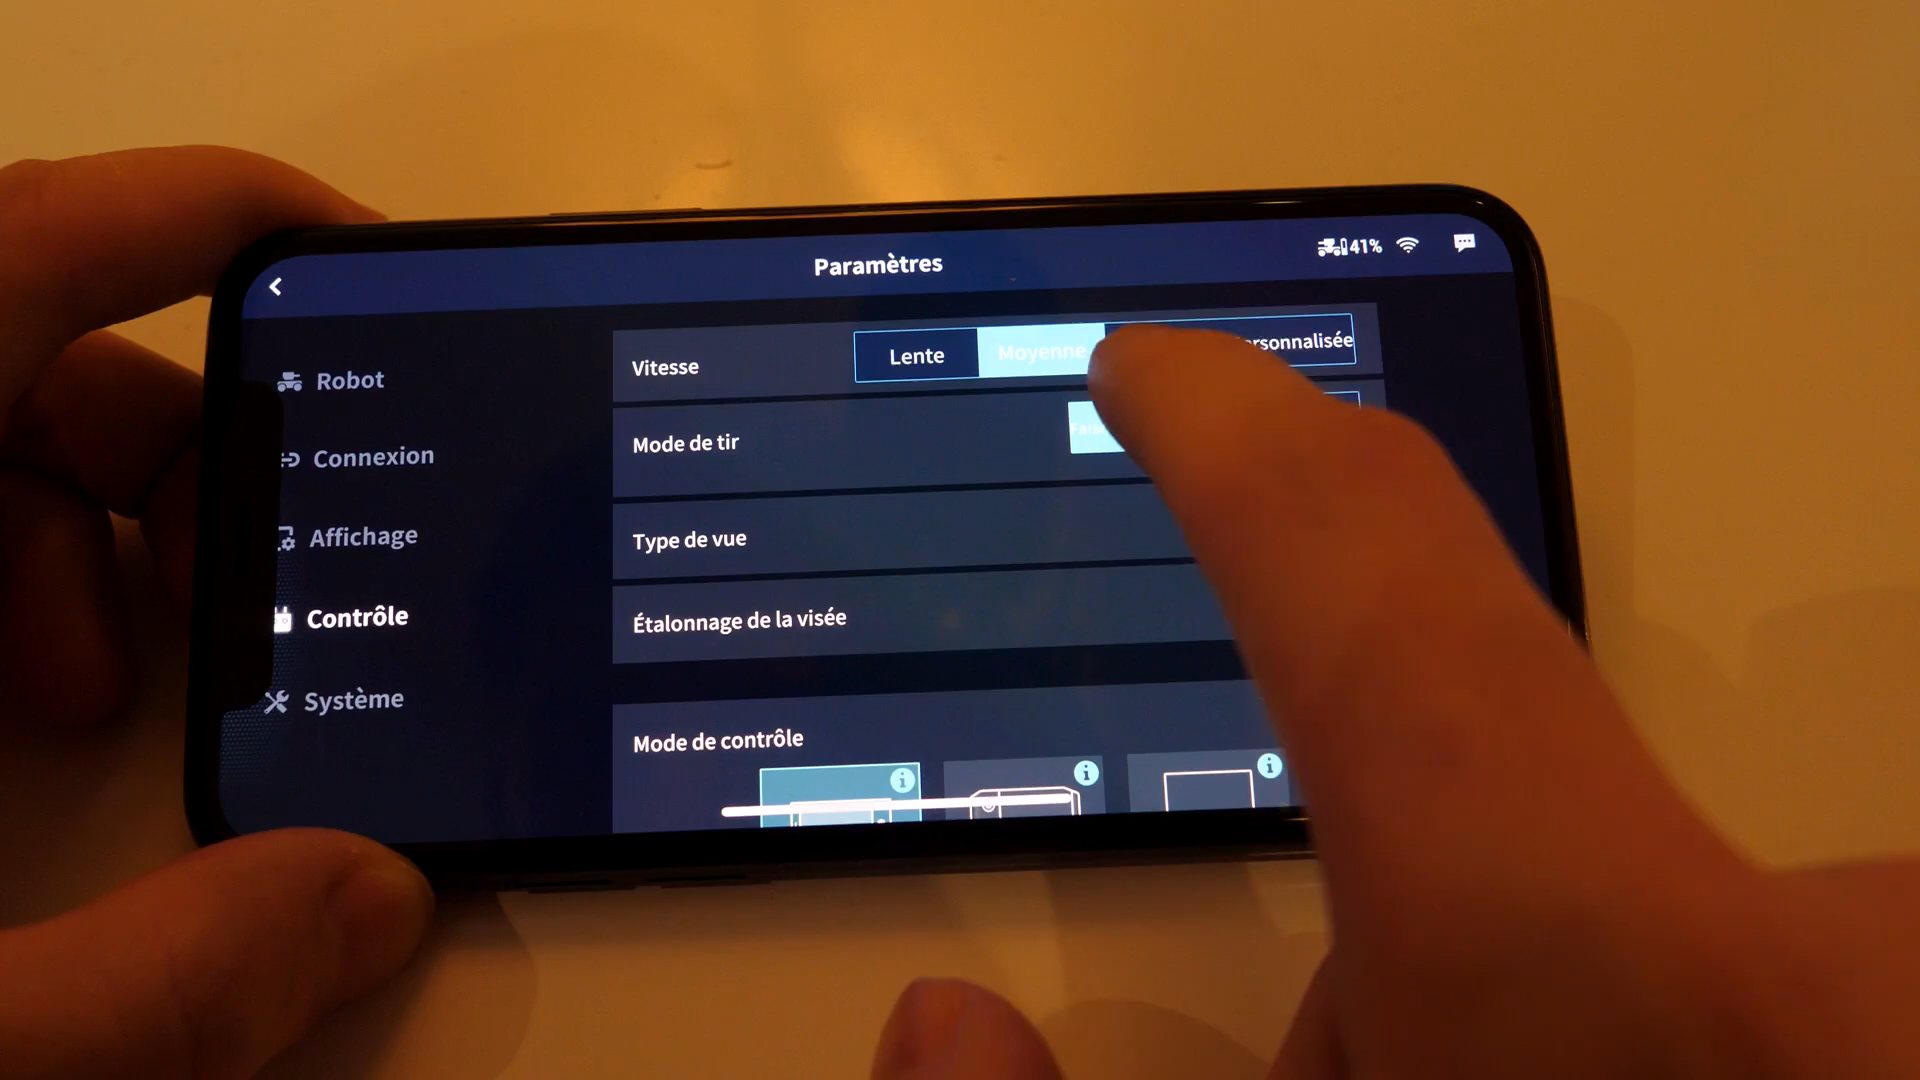 Paramètres
41%
Robot
Connexion
Affichage
Contrôle
Système
Vitesse
Lente
Moyenne
ersonnalisée
Mode de tir
Type de vue
Étalonnage de la visée
Mode de contrôle